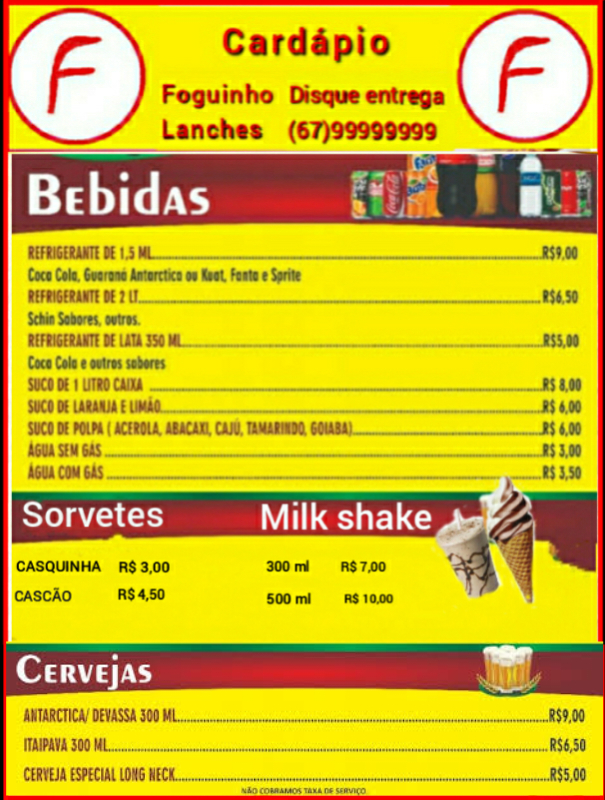 F
Cardápio
F
Foguinho Disque entrega
Lanches (67)99999999
Bebidas
REFRIGERANTE DE 1,5 ML R$9,00
Coca Cola, Guaraná Antarctica ou Kuat, Fanta e Sprite
REFRIGERANTE DE 2 LT R$6,50
Schin Sabores, outros.
REFRIGERANTE DE LATA 350 ML R$5,00
Coca Cola e outros sabores
SUCO DE 1 LITRO CAIXA R$ 8,00
SUCO DE LARANJA E LIMÃO R$ 6,00
SUCO DE POLPA ( ACEROLA, ABACAXI, CAJÚ, TAMARINDO, GOIABA) R$ 6,00
ÁGUA SEM GÁS R$ 3,00
ÁGUA COM GÁS R$ 3,50
Sorvetes Milk shake
CASQUINHA R$ 3,00 300 ml R$ 7,00
CASCÃO R$ 4,50 500 ml R$ 10,00
CERVEJAS
ANTARCTICA/ DEVASSA 300 ML R$9,00
ITAIPAVA 300 ML R$6,50
CERVEJA ESPECIAL LONG NECK R$5,00
NÃO COBRAMOS TAXA DE SERVIÇO.